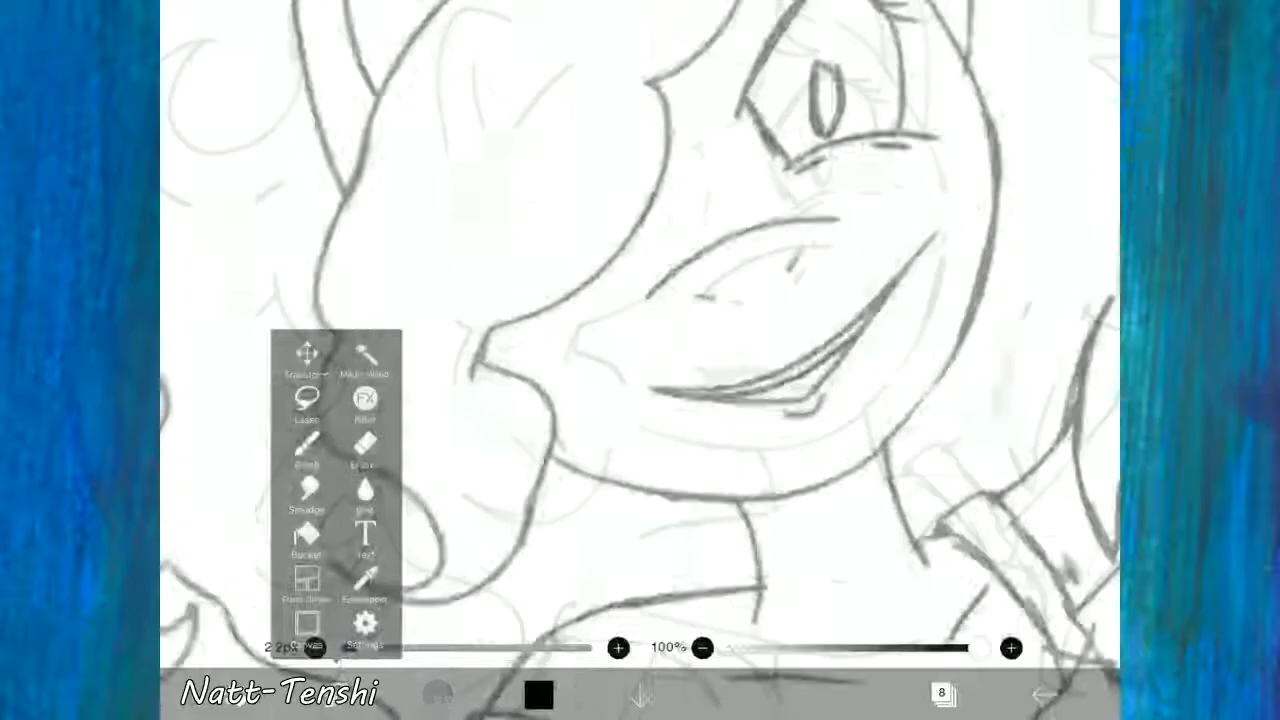 Transform Magic Wand
Lasso Filter
Brush Eraser
Smudge Blur
Bucket Text
Frame Divider Eyedropper
Canvas Settings
100%
8
Natt-Tenshi